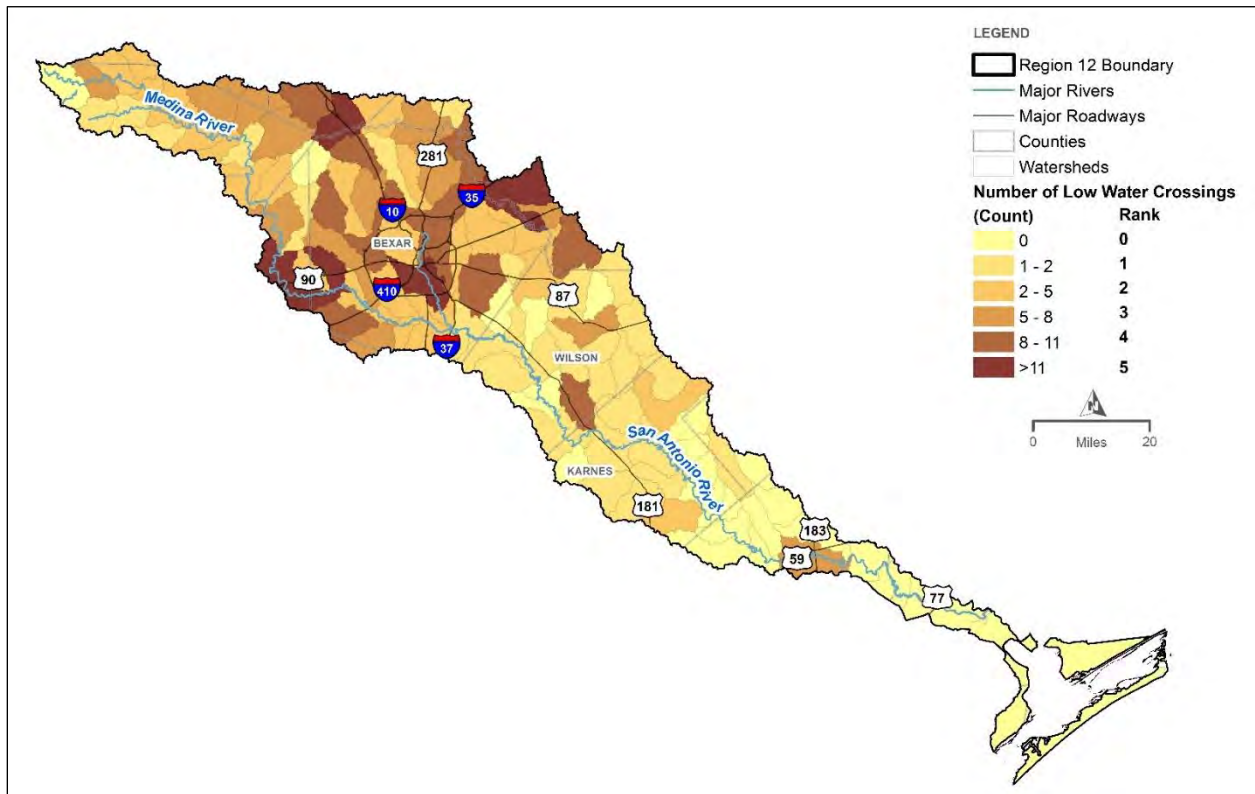 LEGEND
Region 12 Boundary
Major Rivers
Major Roadways
Counties
Watersheds
Number of Low Water Crossings
(Count) Rank
0 0
1 - 2 1
2 - 5 2
5 - 8 3
8 - 11 4
>11 5
N
0 20
Miles
Medina River
281
35
10
BEXAR
90
410
87
37
WILSON
San Antonio River
KARNES
181
183
59
77